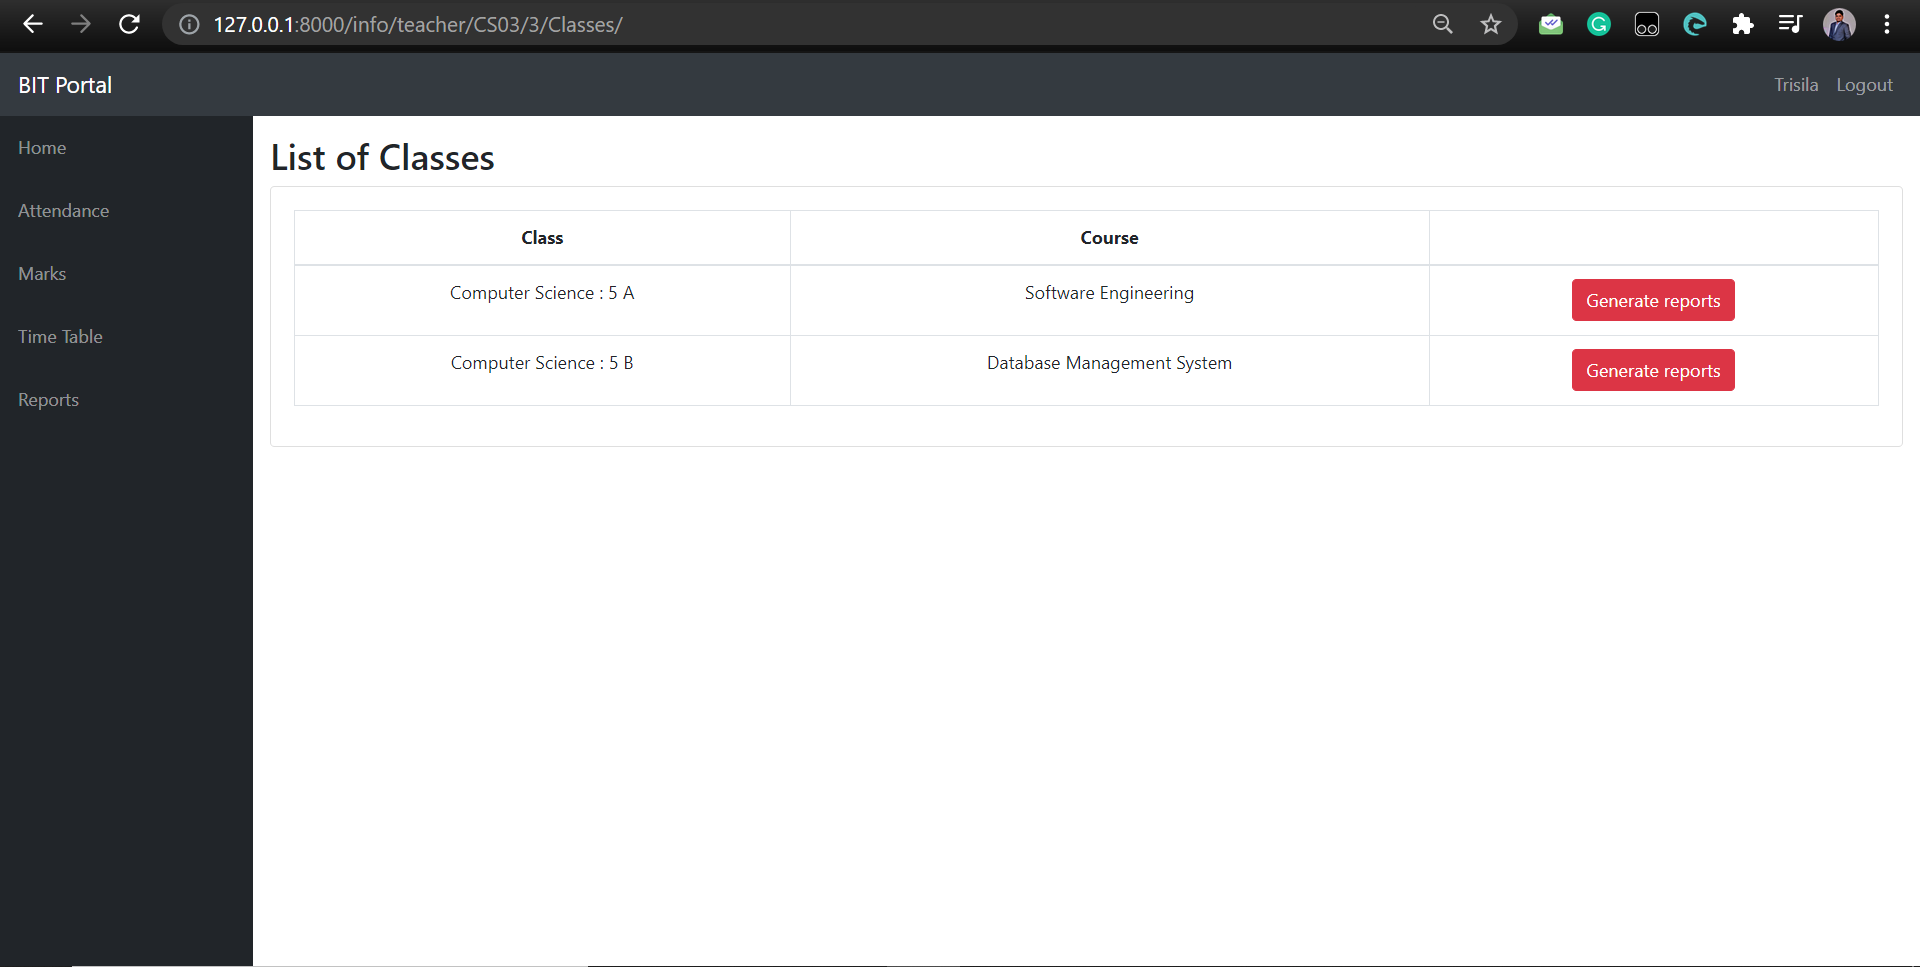 127.0.0.1:8000/info/teacher/CS03/3/Classes/
BIT Portal
Trisila Logout
Home
Attendance
Marks
Time Table
Reports
List of Classes
Class Course
Computer Science : 5 A Software Engineering Generate reports
Computer Science : 5 B Database Management System Generate reports